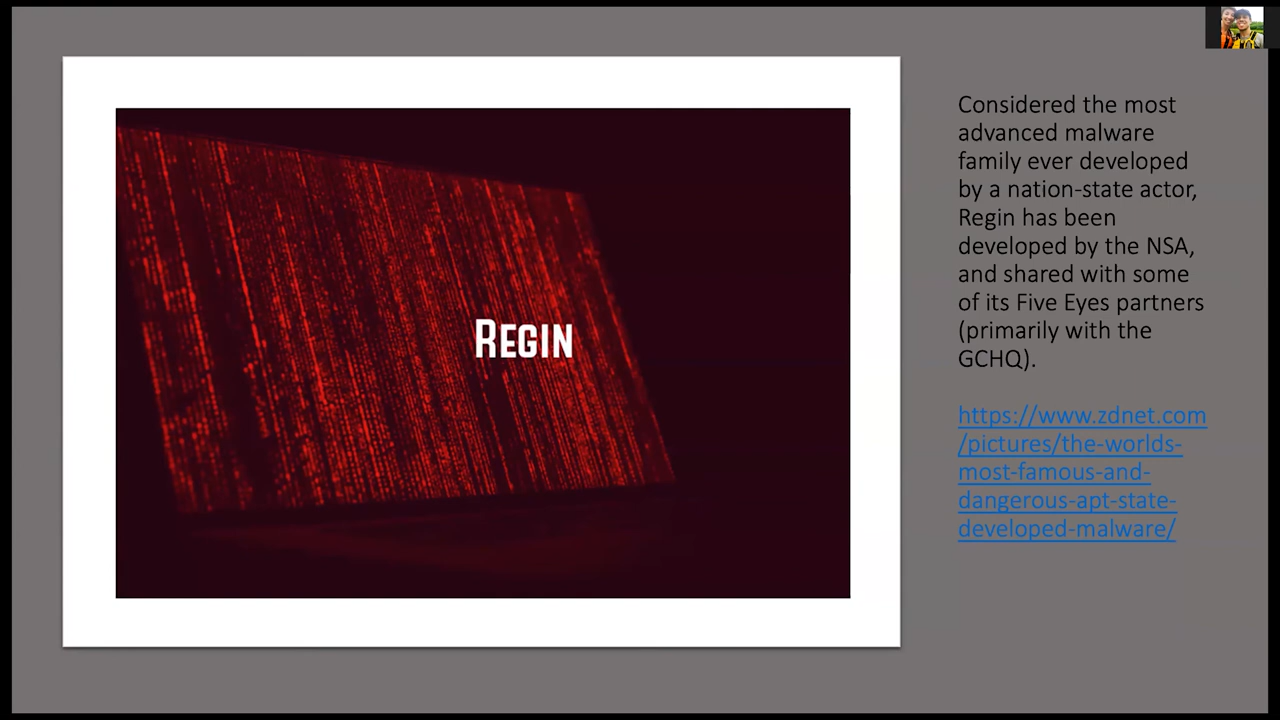 REGIN
Considered the most
advanced malware
family ever developed
by a nation-state actor,
Regin has been
developed by the NSA,
and shared with some
of its Five Eyes partners
(primarily with the
GCHQ).
https://www.zdnet.com
/pictures/the-worlds-
most-famous-and-
dangerous-apt-state-
developed-malware/